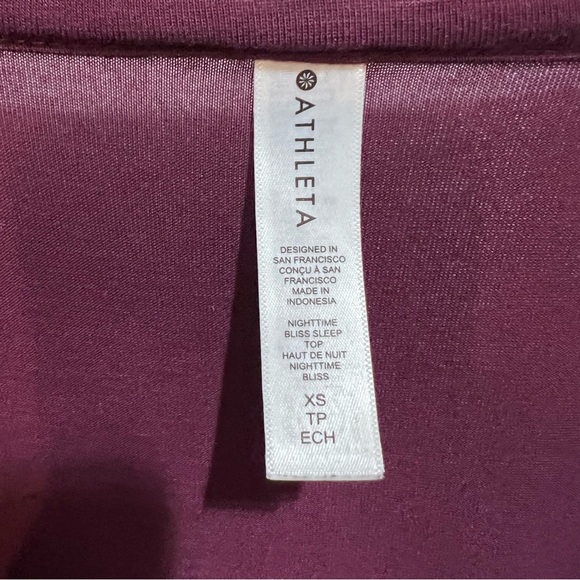 ATHLETA
DESIGNED IN
SAN FRANCISCO
CONÇU À SAN
FRANCISCO
MADE IN
INDONESIA
NIGHTTIME
BLISS SLEEP
TOP
HAUT DE NUIT
NIGHTTIME
BLISS
XS
TP
ECH